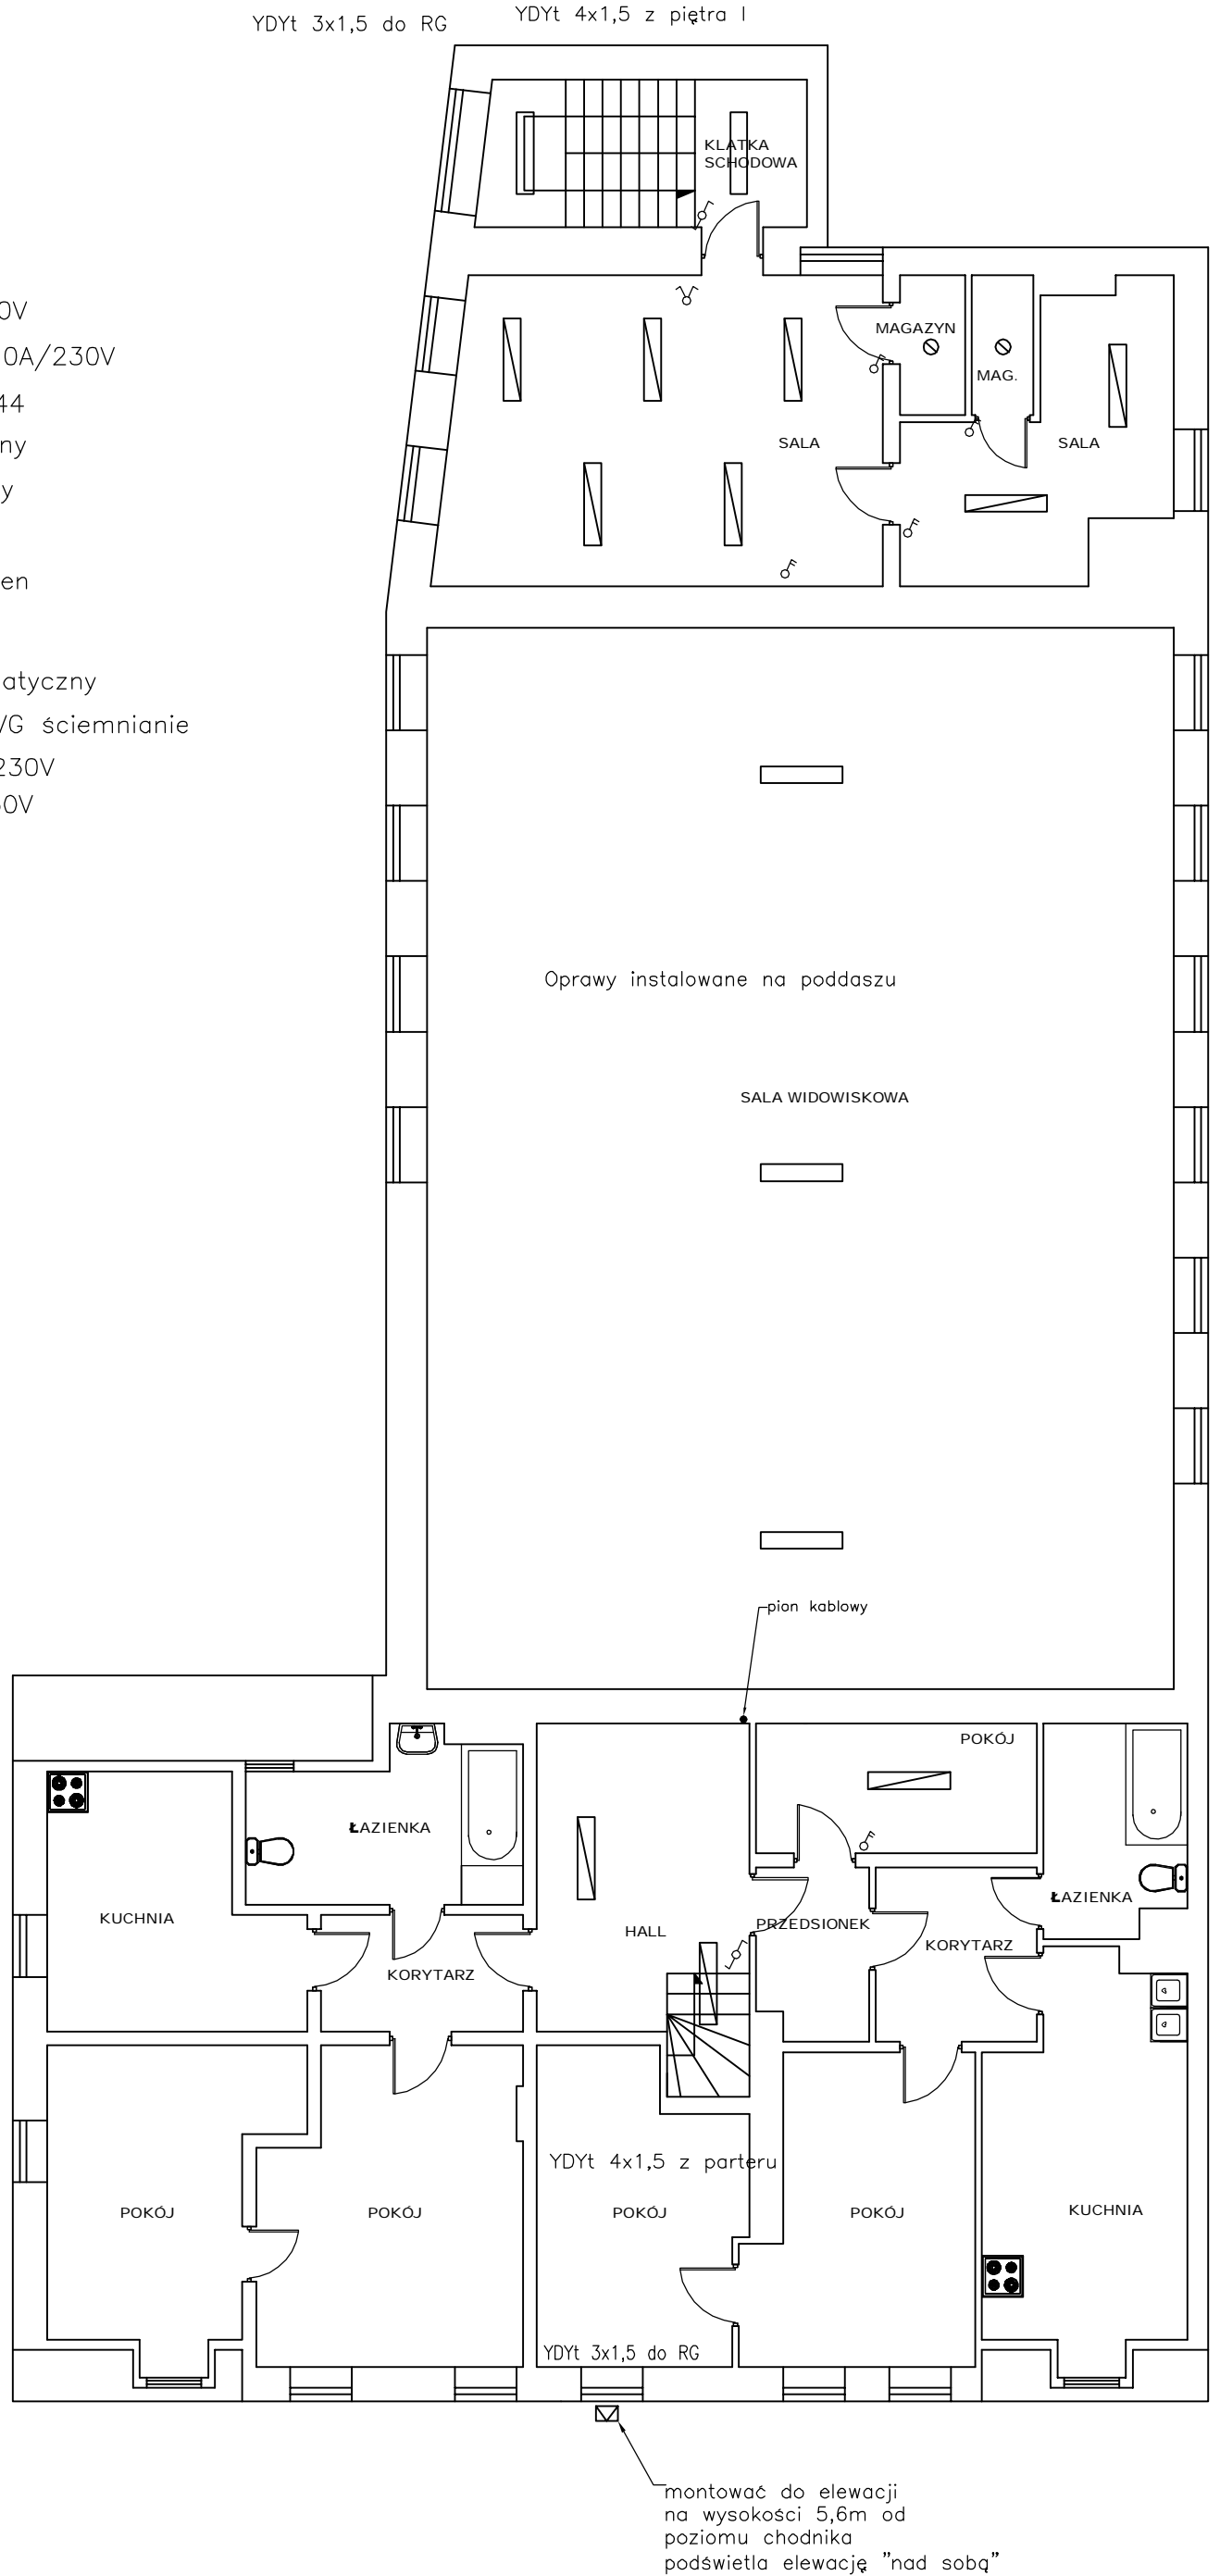 YDYt 3x1,5 do RG
YDYt 4x1,5 z piętra I
KLATKA
SCHODOWA
0V
0A/230V
44
ny
y
en
atyczny
VG ściemnianie
230V
0V
MAGAZYN
MAG.
SALA
SALA
Oprawy instalowane na poddaszu
SALA WIDOWISKOWA
pion kablowy
POKÓJ
ŁAZIENKA
ŁAZIENKA
KUCHNIA
HALL
PRZEDSIONEK
KORYTARZ
KORYTARZ
YDYt 4x1,5 z parteru
POKÓJ
POKÓJ
POKÓJ
POKÓJ
KUCHNIA
YDYt 3x1,5 do RG
montować do elewacji
na wysokości 5,6m od
poziomu chodnika
podświetla elewację "nad sobą"